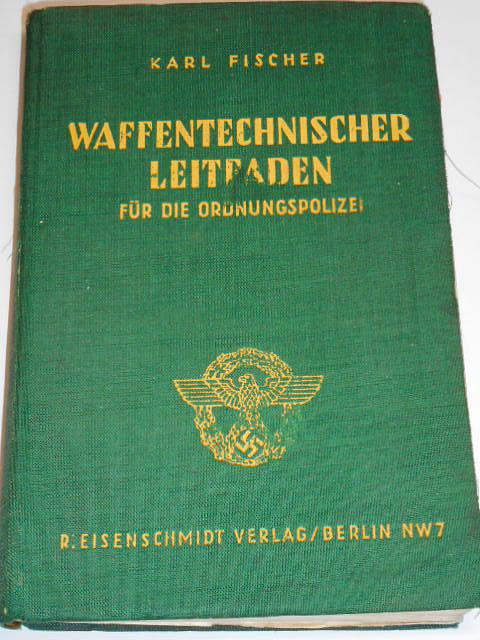 KARL FISCHER
WAFFENTECHNISCHER
LEITFADEN
FÜR DIE ORDNUNGSPOLIZEI
R. EISENSCHMIDT VERLAG/BERLIN NW7